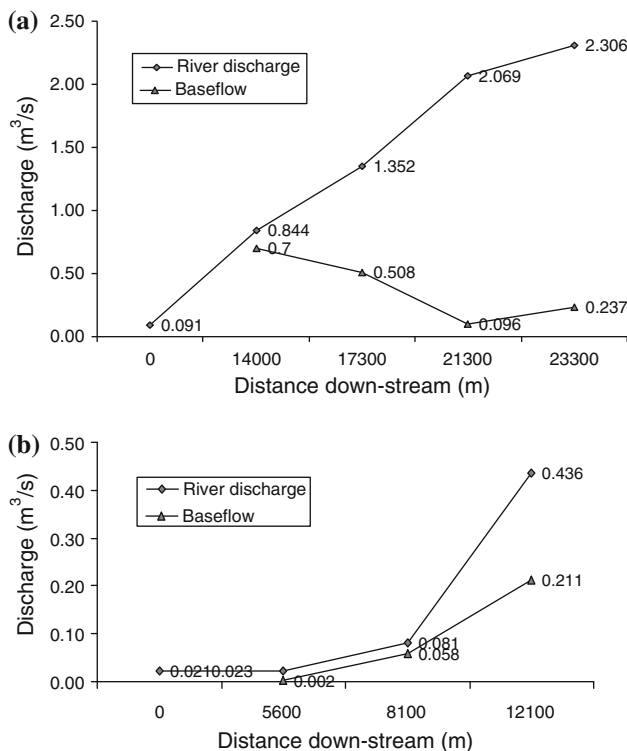 (a)
2.50
2.00
1.50
1.00
0.50
0.00
Discharge (m³/s)
River discharge
Baseflow
0.091
0.844
0.7
1.352
0.508
2.069
0.096
2.306
0.237
0 14000 17300 21300 23300
Distance down-stream (m)
(b)
0.50
0.40
0.30
0.20
0.10
0.00
Discharge (m³/s)
River discharge
Baseflow
0.021
0.023
0.002
0.081
0.058
0.436
0.211
0 5600 8100 12100
Distance down-stream (m)